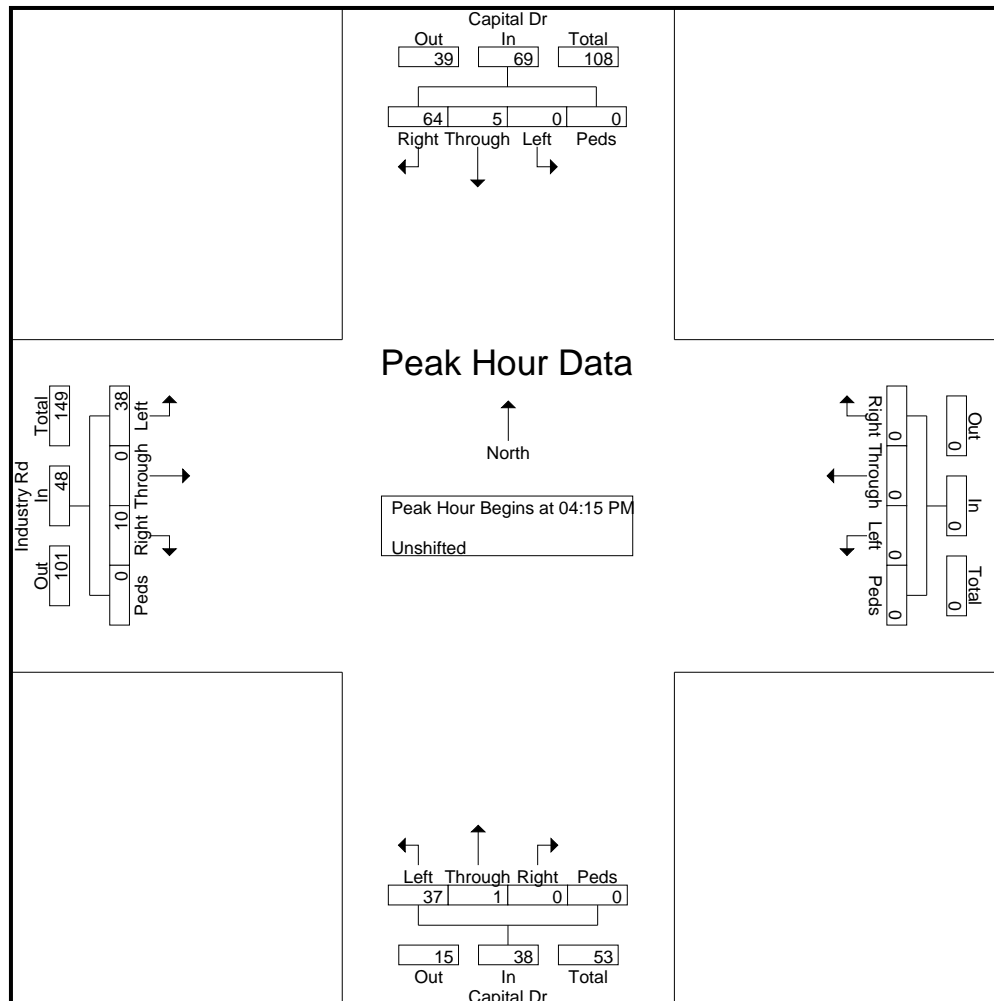 Capital Dr
Out In Total
39 69 108
64 5 0 0
Right Through Left Peds
Peak Hour Data
North
Peak Hour Begins at 04:15 PM
Unshifted
Industry Rd
Out In Total
101 48 149
0 10 0 38
Peds Right Through Left
Out In Total
0 0 0
0 0 0 0
Right Through Left Peds
Left Through Right Peds
37 1 0 0
15 38 53
Out In Total
Capital Dr